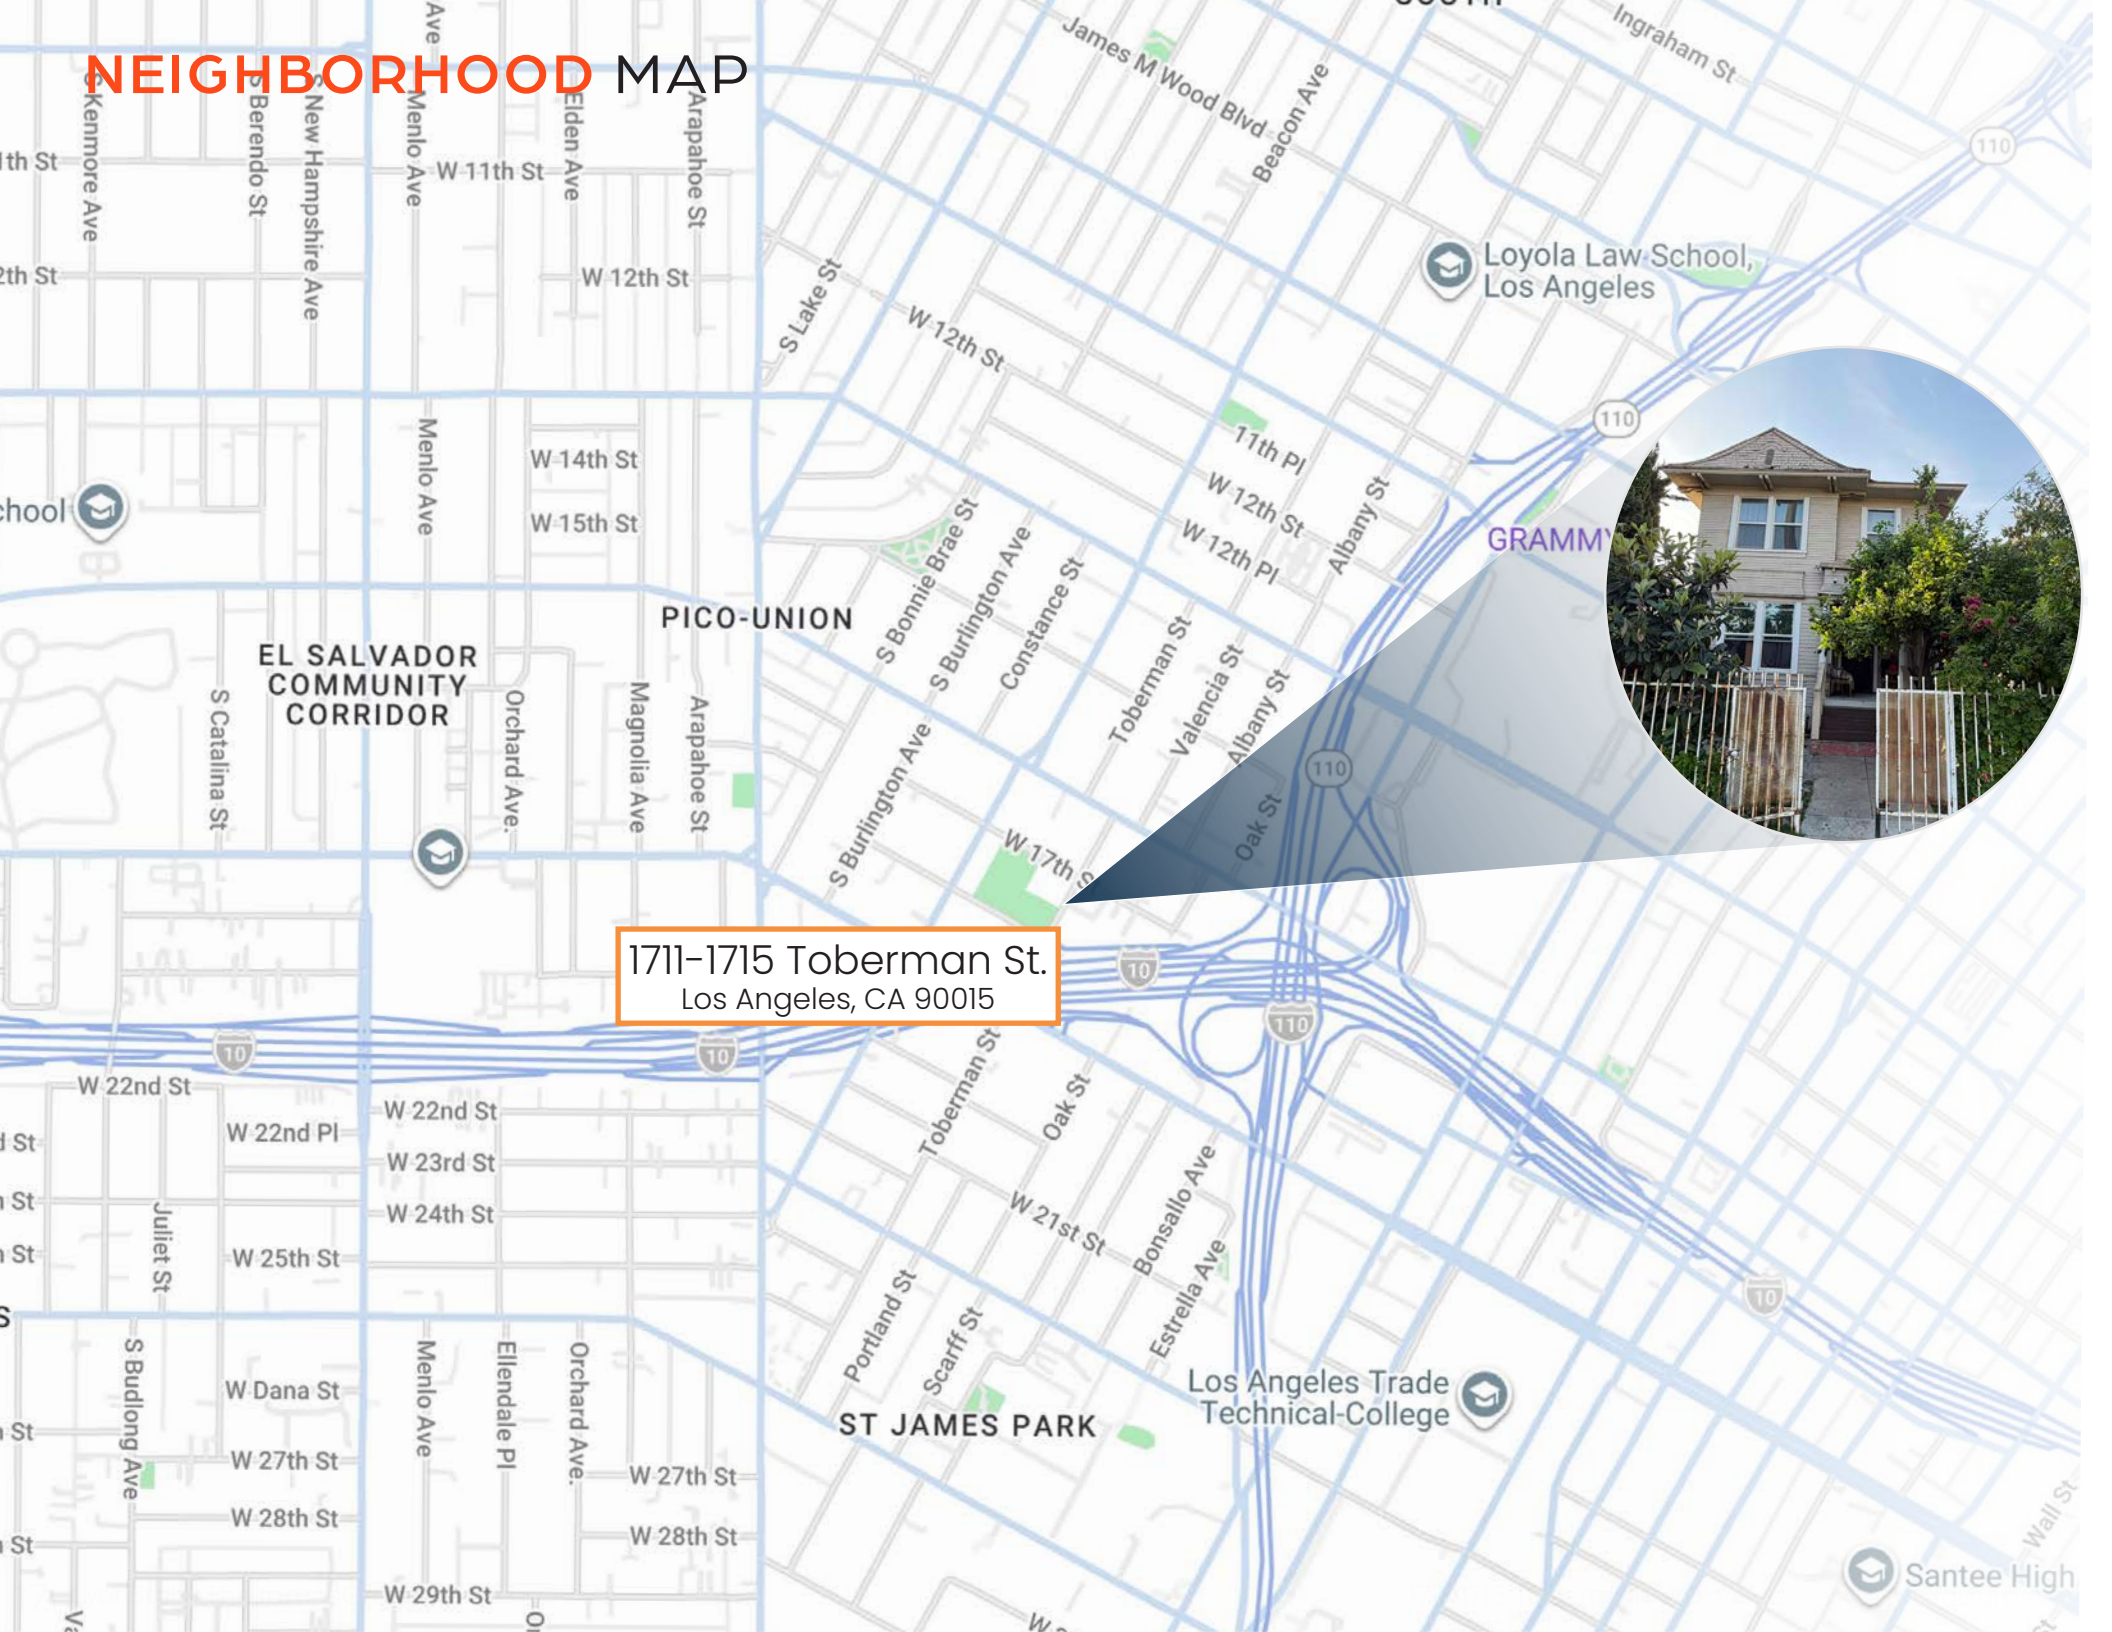 NEIGHBORHOOD MAP
Ave
James M Wood Blvd
Beacon Ave
Ingraham St
110
S Kenmore Ave
S Berendo St
S New Hampshire Ave
Menlo Ave
Elden Ave
Arapahoe St
W 11th St
W 12th St
S Lake St
W 12th St
Loyola Law School,
Los Angeles
110
11th Pl
W 12th St
W 12th Pl
Albany St
Menlo Ave
W 14th St
W 15th St
GRAMMY
PICO-UNION
EL SALVADOR
COMMUNITY
CORRIDOR
S Bonnie Brae St
S Burlington Ave
Constance St
Toberman St
Valencia St
Albany St
S Catalina St
Orchard Ave.
Magnolia Ave
Arapahoe St
S Burlington Ave
110
Oak St
W 17th S
1711-1715 Toberman St.
Los Angeles, CA 90015
10
110
10
10
W 22nd St
W 22nd Pl
W 22nd St
W 23rd St
W 24th St
W 25th St
Juliet St
Toberman St
Oak St
W 21st St
Bonsallo Ave
Estrella Ave
Portland St
Scarff St
10
S Budlong Ave
W Dana St
W 27th St
W 28th St
Menlo Ave
Ellendale Pl
Orchard Ave.
W 27th St
W 28th St
W 29th St
ST JAMES PARK
Los Angeles Trade
Technical-College
Wall St
Santee High